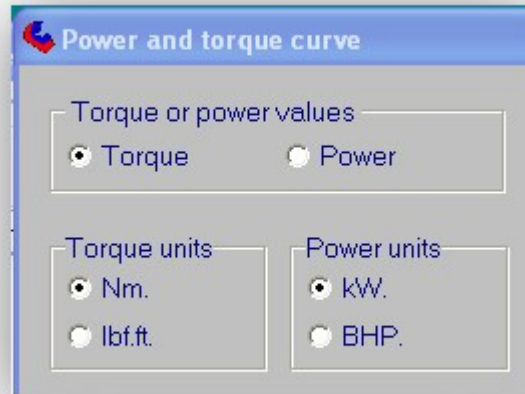 Power and torque curve
Torque or power values
Torque
Power
Torque units
Nm.
lbf.ft.
Power units
kW.
BHP.